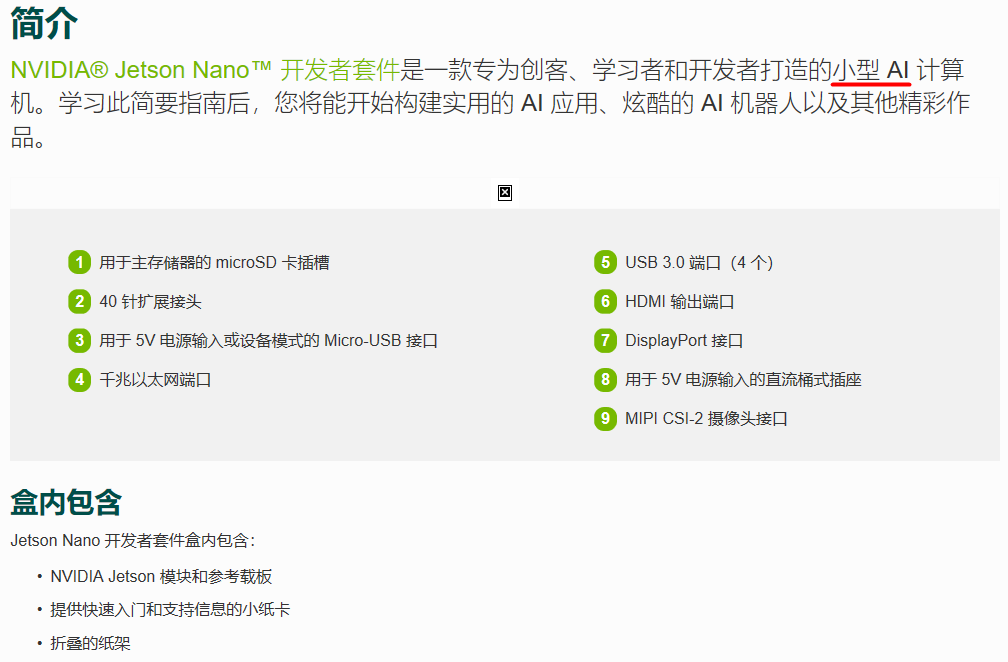 简介
NVIDIA® Jetson Nano™ 开发者套件是一款专为创客、学习者和开发者打造的小型 AI 计算
机。学习此简要指南后，您将能开始构建实用的 AI 应用、炫酷的 AI 机器人以及其他精彩作
品。
1 用于主存储器的 microSD 卡插槽
2 40 针扩展接头
3 用于 5V 电源输入或设备模式的 Micro-USB 接口
4 千兆以太网端口
5 USB 3.0 端口（4 个）
6 HDMI 输出端口
7 DisplayPort 接口
8 用于 5V 电源输入的直流桶式插座
9 MIPI CSI-2 摄像头接口
盒内包含
Jetson Nano 开发者套件盒内包含：
• NVIDIA Jetson 模块和参考载板
• 提供快速入门和支持信息的小纸卡
• 折叠的纸架